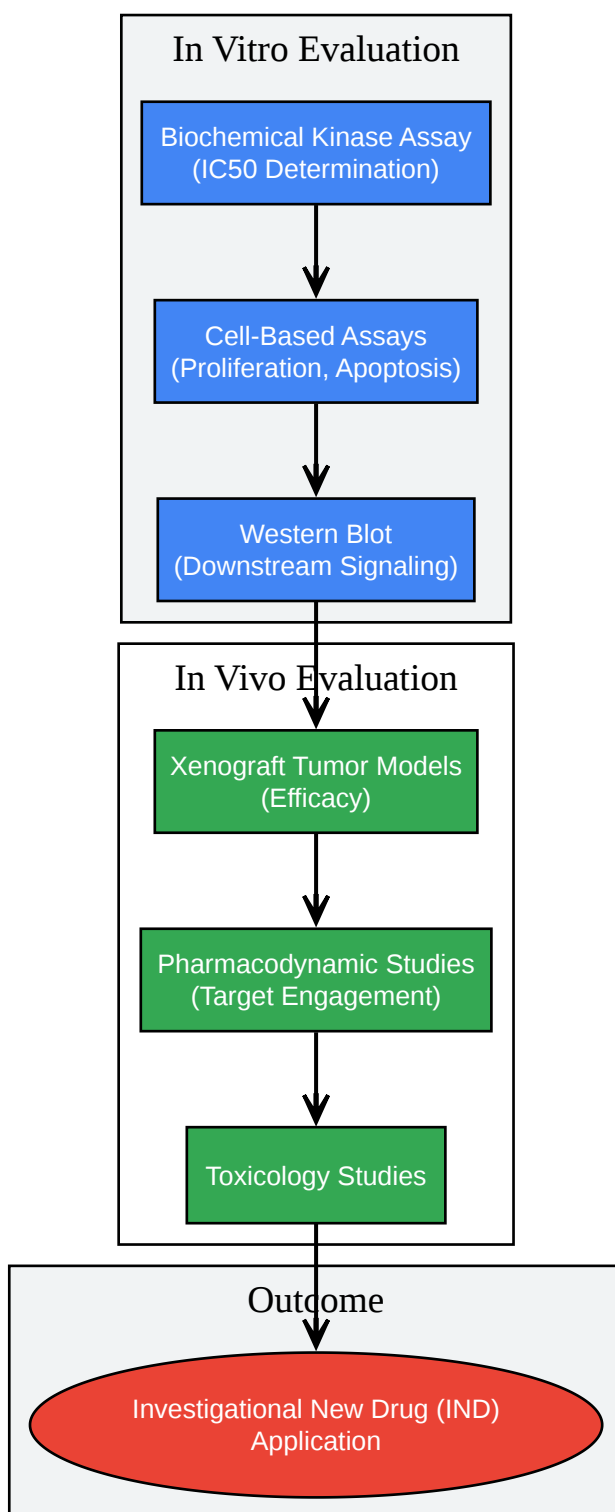 In Vitro Evaluation
Biochemical Kinase Assay
(IC50 Determination)
Cell-Based Assays
(Proliferation, Apoptosis)
Western Blot
(Downstream Signaling)
In Vivo Evaluation
Xenograft Tumor Models
(Efficacy)
Pharmacodynamic Studies
(Target Engagement)
Toxicology Studies
Outcome
Investigational New Drug (IND)
Application